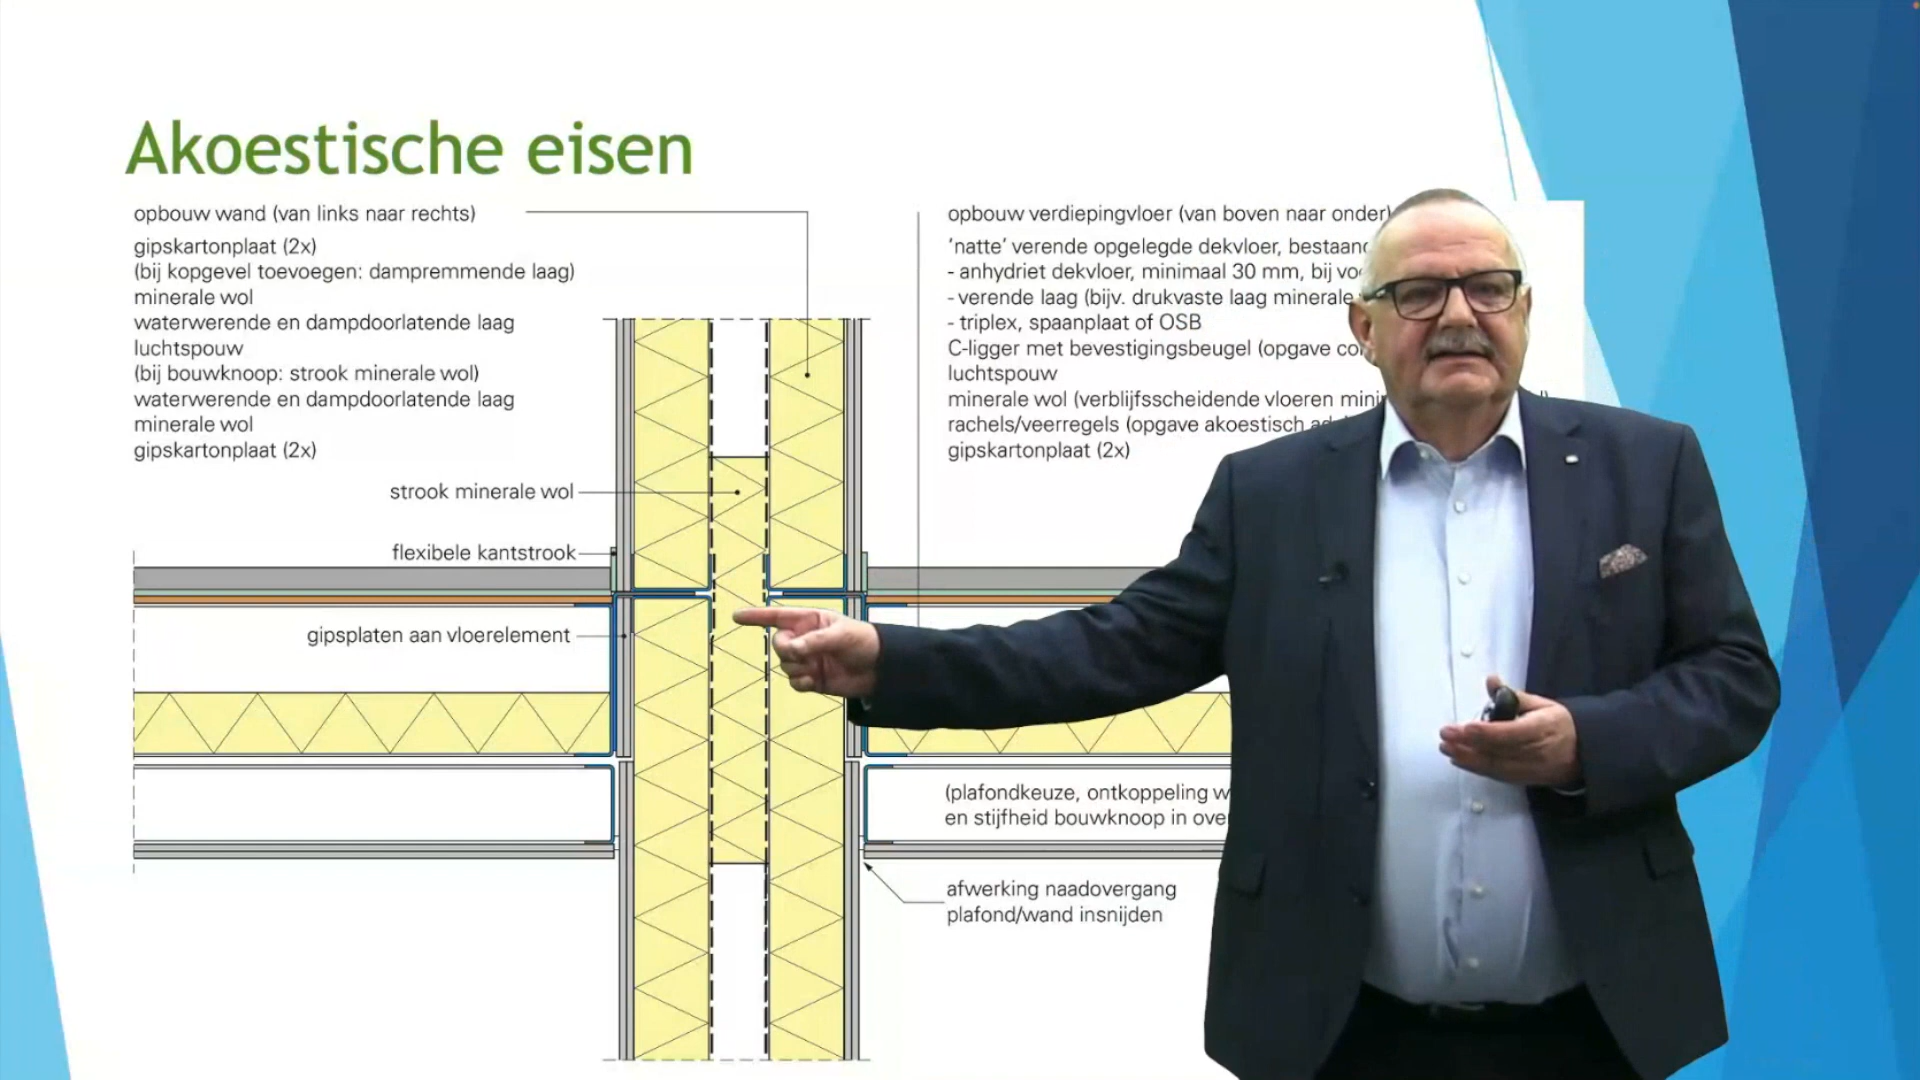 Akoestische eisen
opbouw wand (van links naar rechts)
gipskartonplaat (2x)
(bij kopgevel toevoegen: dampremmende laag)
minerale wol
waterwerende en dampdoorlatende laag
luchtspouw
(bij bouwknoop: strook minerale wol)
waterwerende en dampdoorlatende laag
minerale wol
gipskartonplaat (2x)
strook minerale wol
flexibele kantstrook
gipsplaten aan vloerelement
opbouw verdiepingvloer (van boven naar onder)
'natte' verende opgelegde dekvloer,
- anhydriet dekvloer, minimaal 30 mm, bij
- verende laag (bijv. drukvaste laag minerale
- triplex, spaanplaat of OSB
C-ligger met bevestigingsbeugel (opgave
luchtspouw
minerale wol (verblijfsscheidende vloeren
rachels/veerregels (opgave akoestisch
gipskartonplaat (2x)
(plafondkeuze, ontkoppeling
en stijfheid bouwknoop in
afwerking naadovergang
plafond/wand insnijden